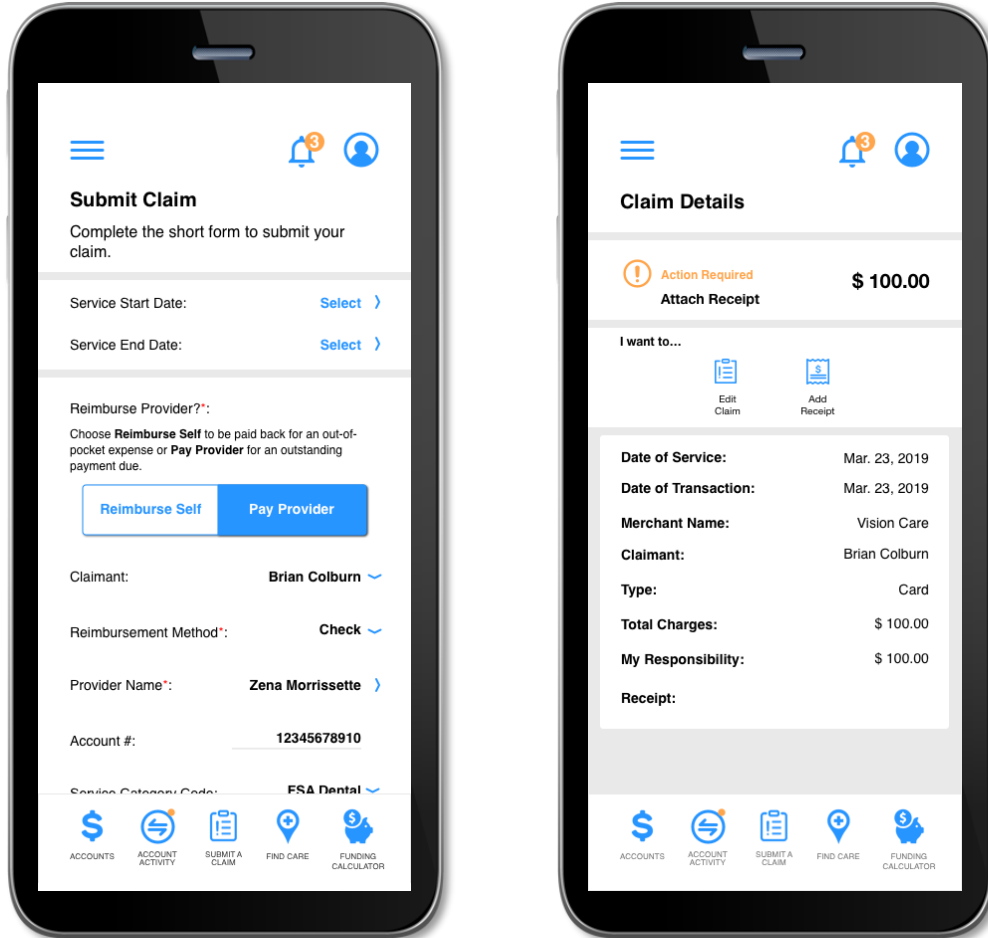 3
Submit Claim
Complete the short form to submit your
claim.
Service Start Date: Select
Service End Date: Select
Reimburse Provider?*:
Choose Reimburse Self to be paid back for an out-of-
pocket expense or Pay Provider for an outstanding
payment due.
Reimburse Self Pay Provider
Claimant: Brian Colburn
Reimbursement Method*: Check
Provider Name*: Zena Morrissette
Account #: 12345678910
Service Category Code: FSA Dental
$ $
ACCOUNTS ACCOUNT SUBMIT A FIND CARE FUNDING
ACTIVITY CLAIM CALCULATOR
3
Claim Details
! Action Required
Attach Receipt
$ 100.00
I want to...
$
Edit Add
Claim Receipt
Date of Service: Mar. 23, 2019
Date of Transaction: Mar. 23, 2019
Merchant Name: Vision Care
Claimant: Brian Colburn
Type: Card
Total Charges: $ 100.00
My Responsibility: $ 100.00
Receipt:
$ $
ACCOUNTS ACCOUNT SUBMIT A FIND CARE FUNDING
ACTIVITY CLAIM CALCULATOR